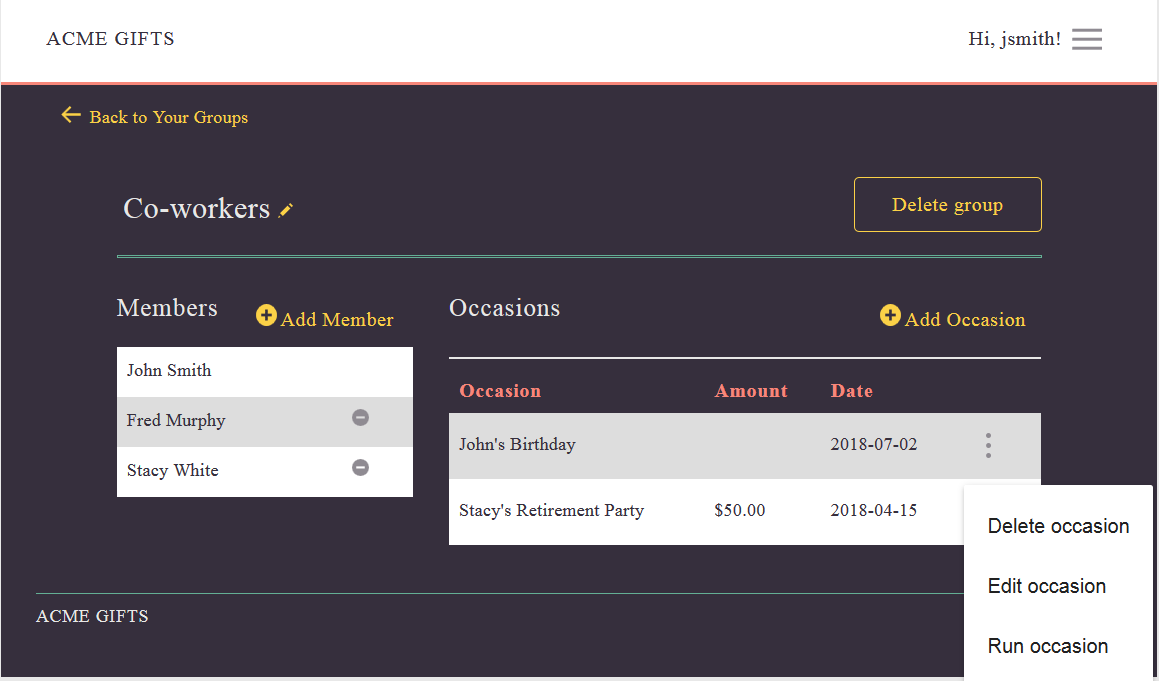 ACME GIFTS
Hi, jsmith!
Back to Your Groups
Co-workers
Delete group
Members
Add Member
Occasions
Add Occasion
John Smith
Fred Murphy
Stacy White
Occasion Amount Date
John's Birthday 2018-07-02
Stacy's Retirement Party $50.00 2018-04-15
Delete occasion
Edit occasion
Run occasion
ACME GIFTS